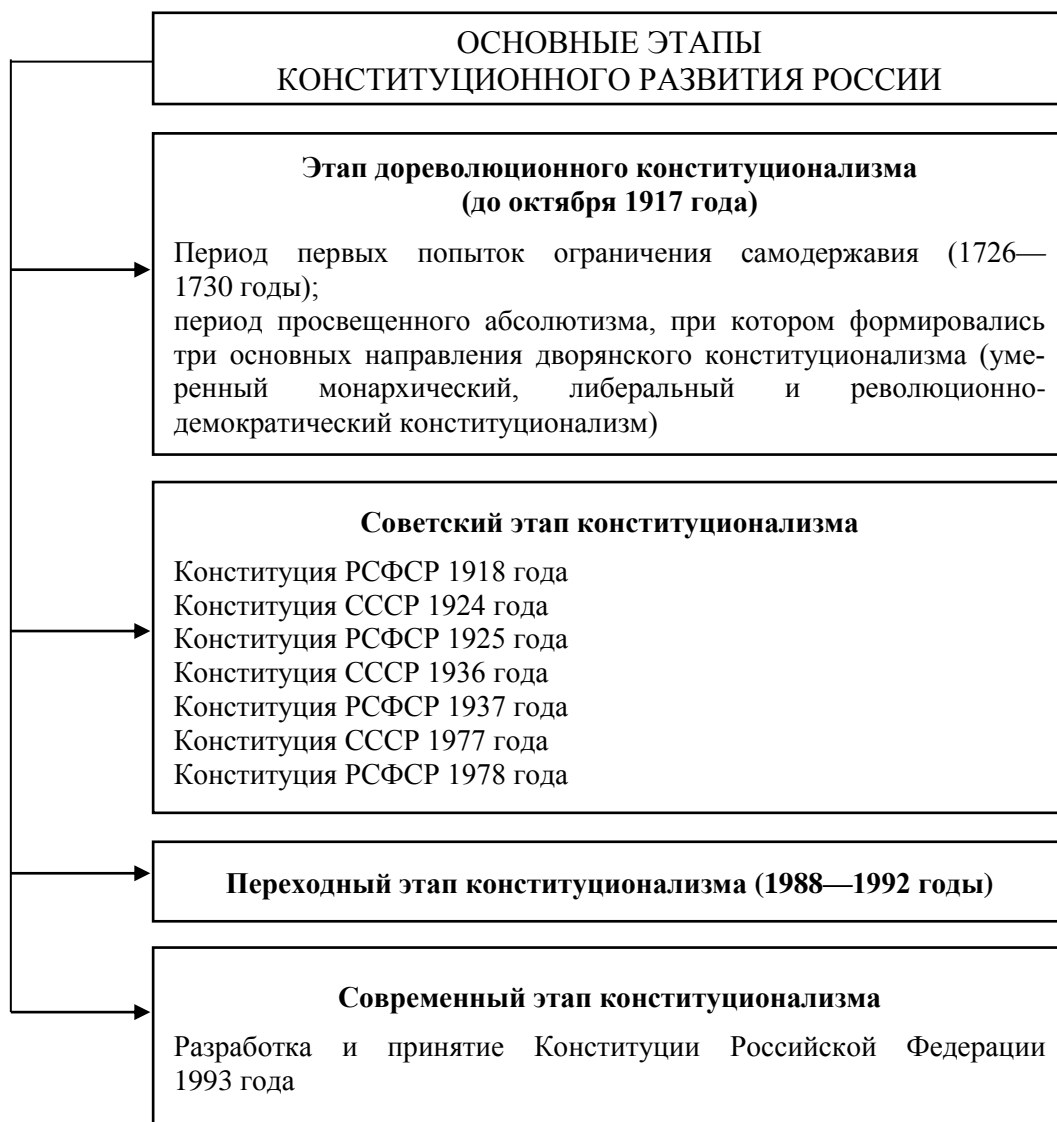 ОСНОВНЫЕ ЭТАПЫ
КОНСТИТУЦИОННОГО РАЗВИТИЯ РОССИИ
Этап дореволюционного конституционализма
(до октября 1917 года)
Период первых попыток ограничения самодержавия (1726—
1730 годы);
период просвещенного абсолютизма, при котором формировались
три основных направления дворянского конституционализма (уме-
ренный монархический, либеральный и революционно-
демократический конституционализм)
Советский этап конституционализма
Конституция РСФСР 1918 года
Конституция СССР 1924 года
Конституция РСФСР 1925 года
Конституция СССР 1936 года
Конституция РСФСР 1937 года
Конституция СССР 1977 года
Конституция РСФСР 1978 года
Переходный этап конституционализма (1988—1992 годы)
Современный этап конституционализма
Разработка и принятие Конституции Российской Федерации
1993 года